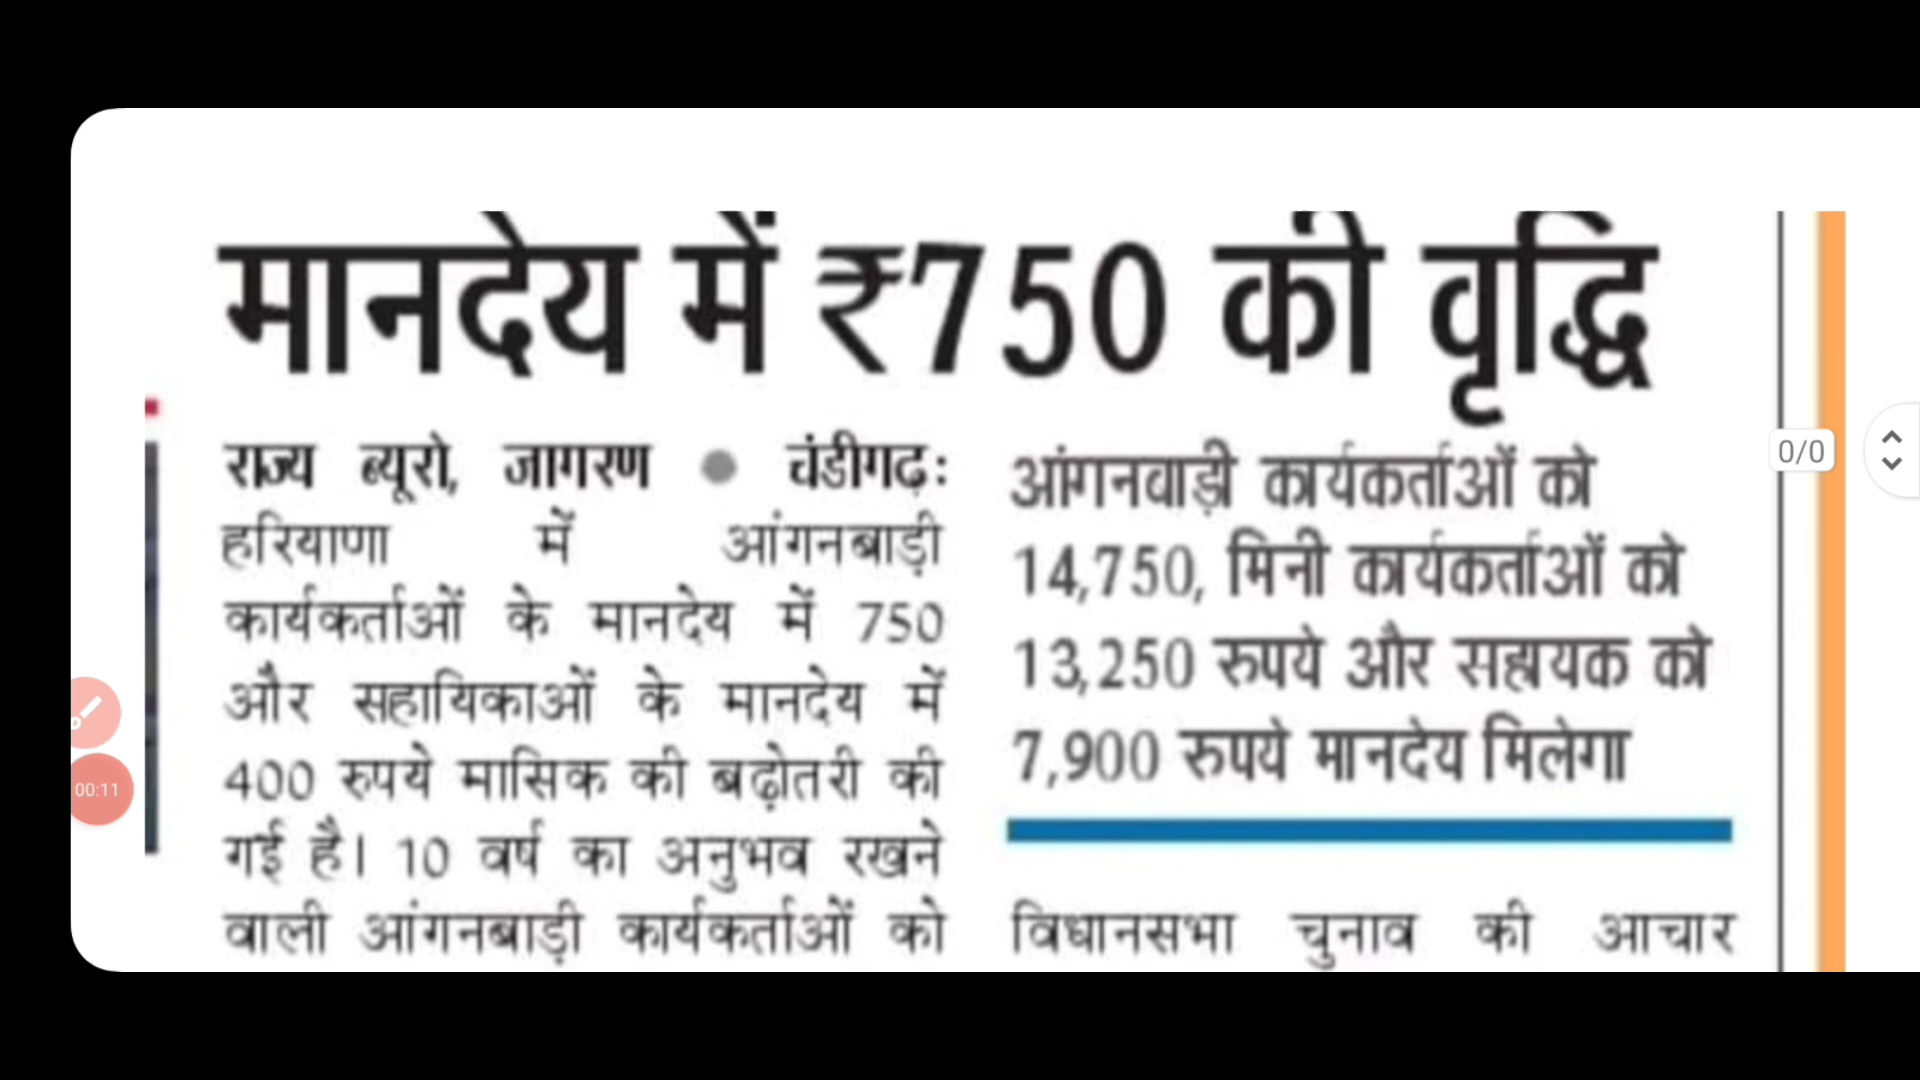 मानदेय में ₹750 की वृद्धि
राज्य ब्यूरो, जागरण ● चंडीगढ़ः
हरियाणा में आंगनबाड़ी
कार्यकर्ताओं के मानदेय में 750
और सहायिकाओं के मानदेय में
400 रुपये मासिक की बढ़ोतरी की
गई है। 10 वर्ष का अनुभव रखने
वाली आंगनबाड़ी कार्यकर्ताओं को
आंगनवाड़ी कार्यकर्ताओं को
14,750, मिनी कार्यकर्ताओं को
13,250 रुपये और सहायक को
7,900 रुपये मानदेय मिलेगा
विधानसभा चुनाव की आचार
0/0
00:11